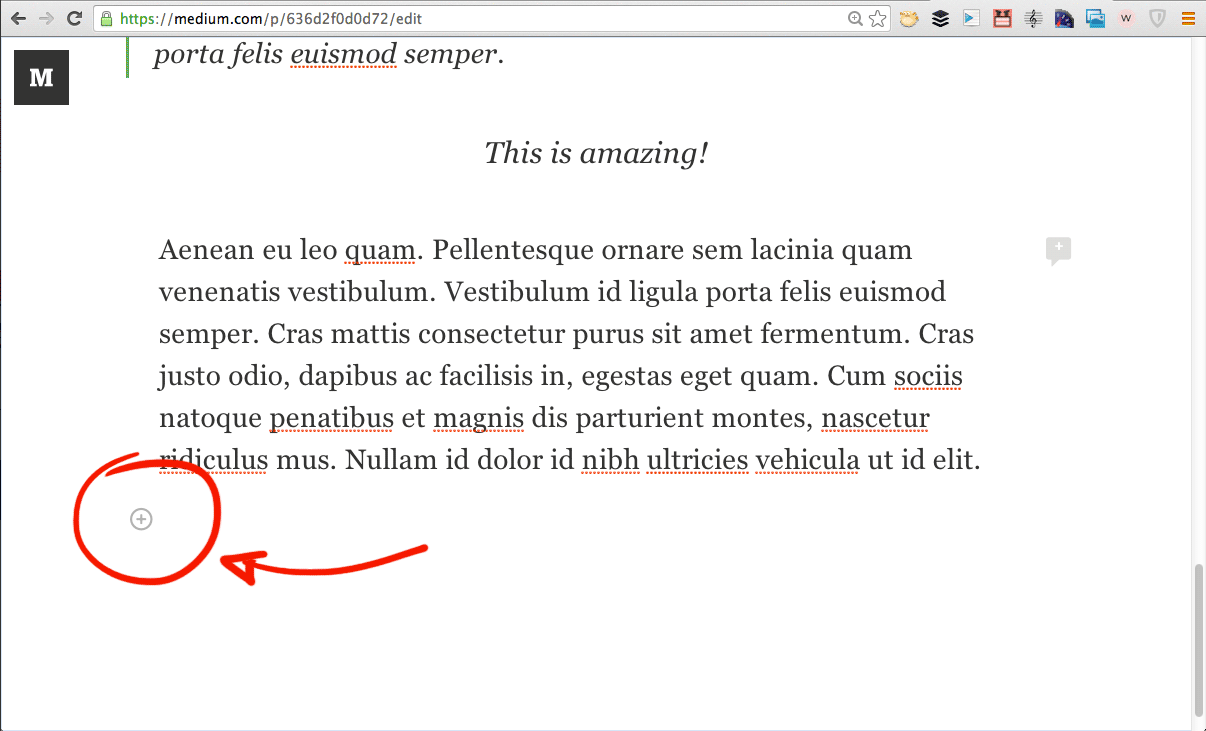 https://medium.com/p/636d2f0d0d72/edit
W
M
porta felis euismod semper.
This is amazing!
Aenean eu leo quam. Pellentesque ornare sem lacinia quam
venenatis vestibulum. Vestibulum id ligula porta felis euismod
semper. Cras mattis consectetur purus sit amet fermentum. Cras
justo odio, dapibus ac facilisis in, egestas eget quam. Cum sociis
natoque penatibus et magnis dis parturient montes, nascetur
ridiculus mus. Nullam id dolor id nibh ultricies vehicula ut id elit.